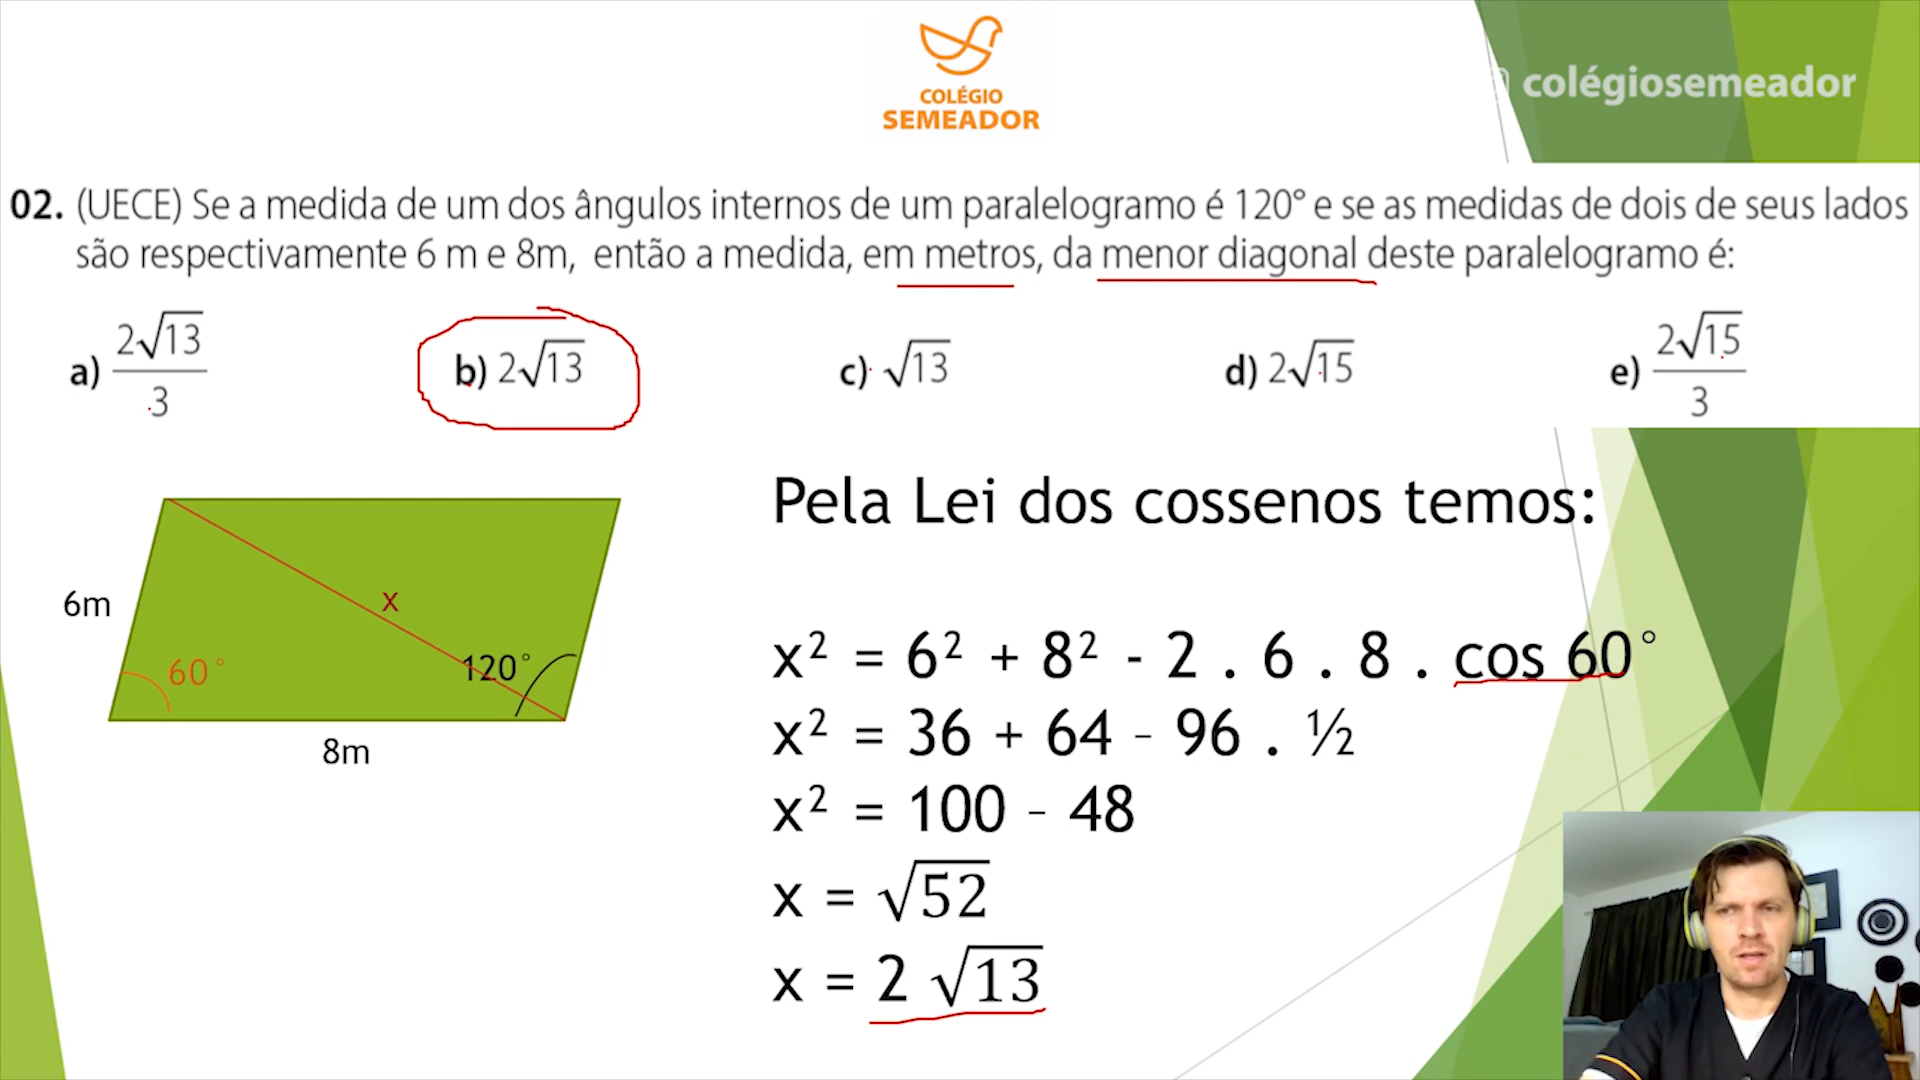 COLÉGIO
SEMEADOR
colégiosemeador
02. (UECE) Se a medida de um dos ângulos internos de um paralelogramo é 120° e se as medidas de dois de seus lados
são respectivamente 6 m e 8m, então a medida, em metros, da menor diagonal deste paralelogramo é:
a) 2√13/3 b) 2√13 c) √13 d) 2√15 e) 2√15/3
Pela Lei dos cossenos temos:
6m
x
60°
120°
8m
x² = 6² + 8² - 2 . 6 . 8 . cos 60°
x² = 36 + 64 – 96 . ½
x² = 100 – 48
x = √52
x = 2 √13